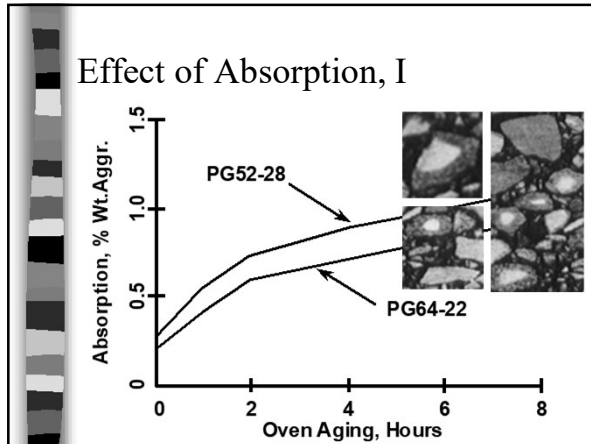 Effect of Absorption, I
1.5
PG52-28
1.0
Absorption, % Wt.Aggr.
0.5
PG64-22
0
0 2 4 6 8
Oven Aging, Hours